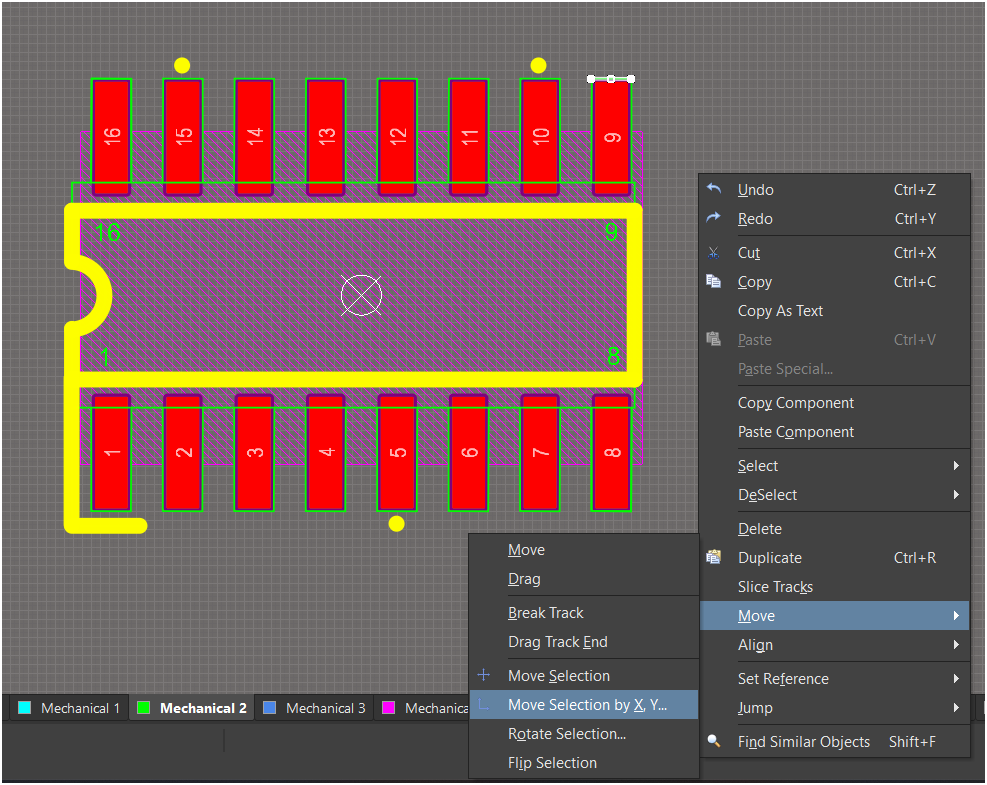 16 15 14 13 12 11 10 9
16 9
1 8
1 2 3 4 5 6 7 8
Undo Ctrl+Z
Redo Ctrl+Y
Cut Ctrl+X
Copy Ctrl+C
Copy As Text
Paste Ctrl+V
Paste Special...
Copy Component
Paste Component
Select
DeSelect
Delete
Duplicate Ctrl+R
Slice Tracks
Move
Align
Set Reference
Jump
Find Similar Objects Shift+F
Move
Drag
Break Track
Drag Track End
Move Selection
Move Selection by X, Y...
Rotate Selection...
Flip Selection
Mechanical 1 Mechanical 2 Mechanical 3 Mechanica